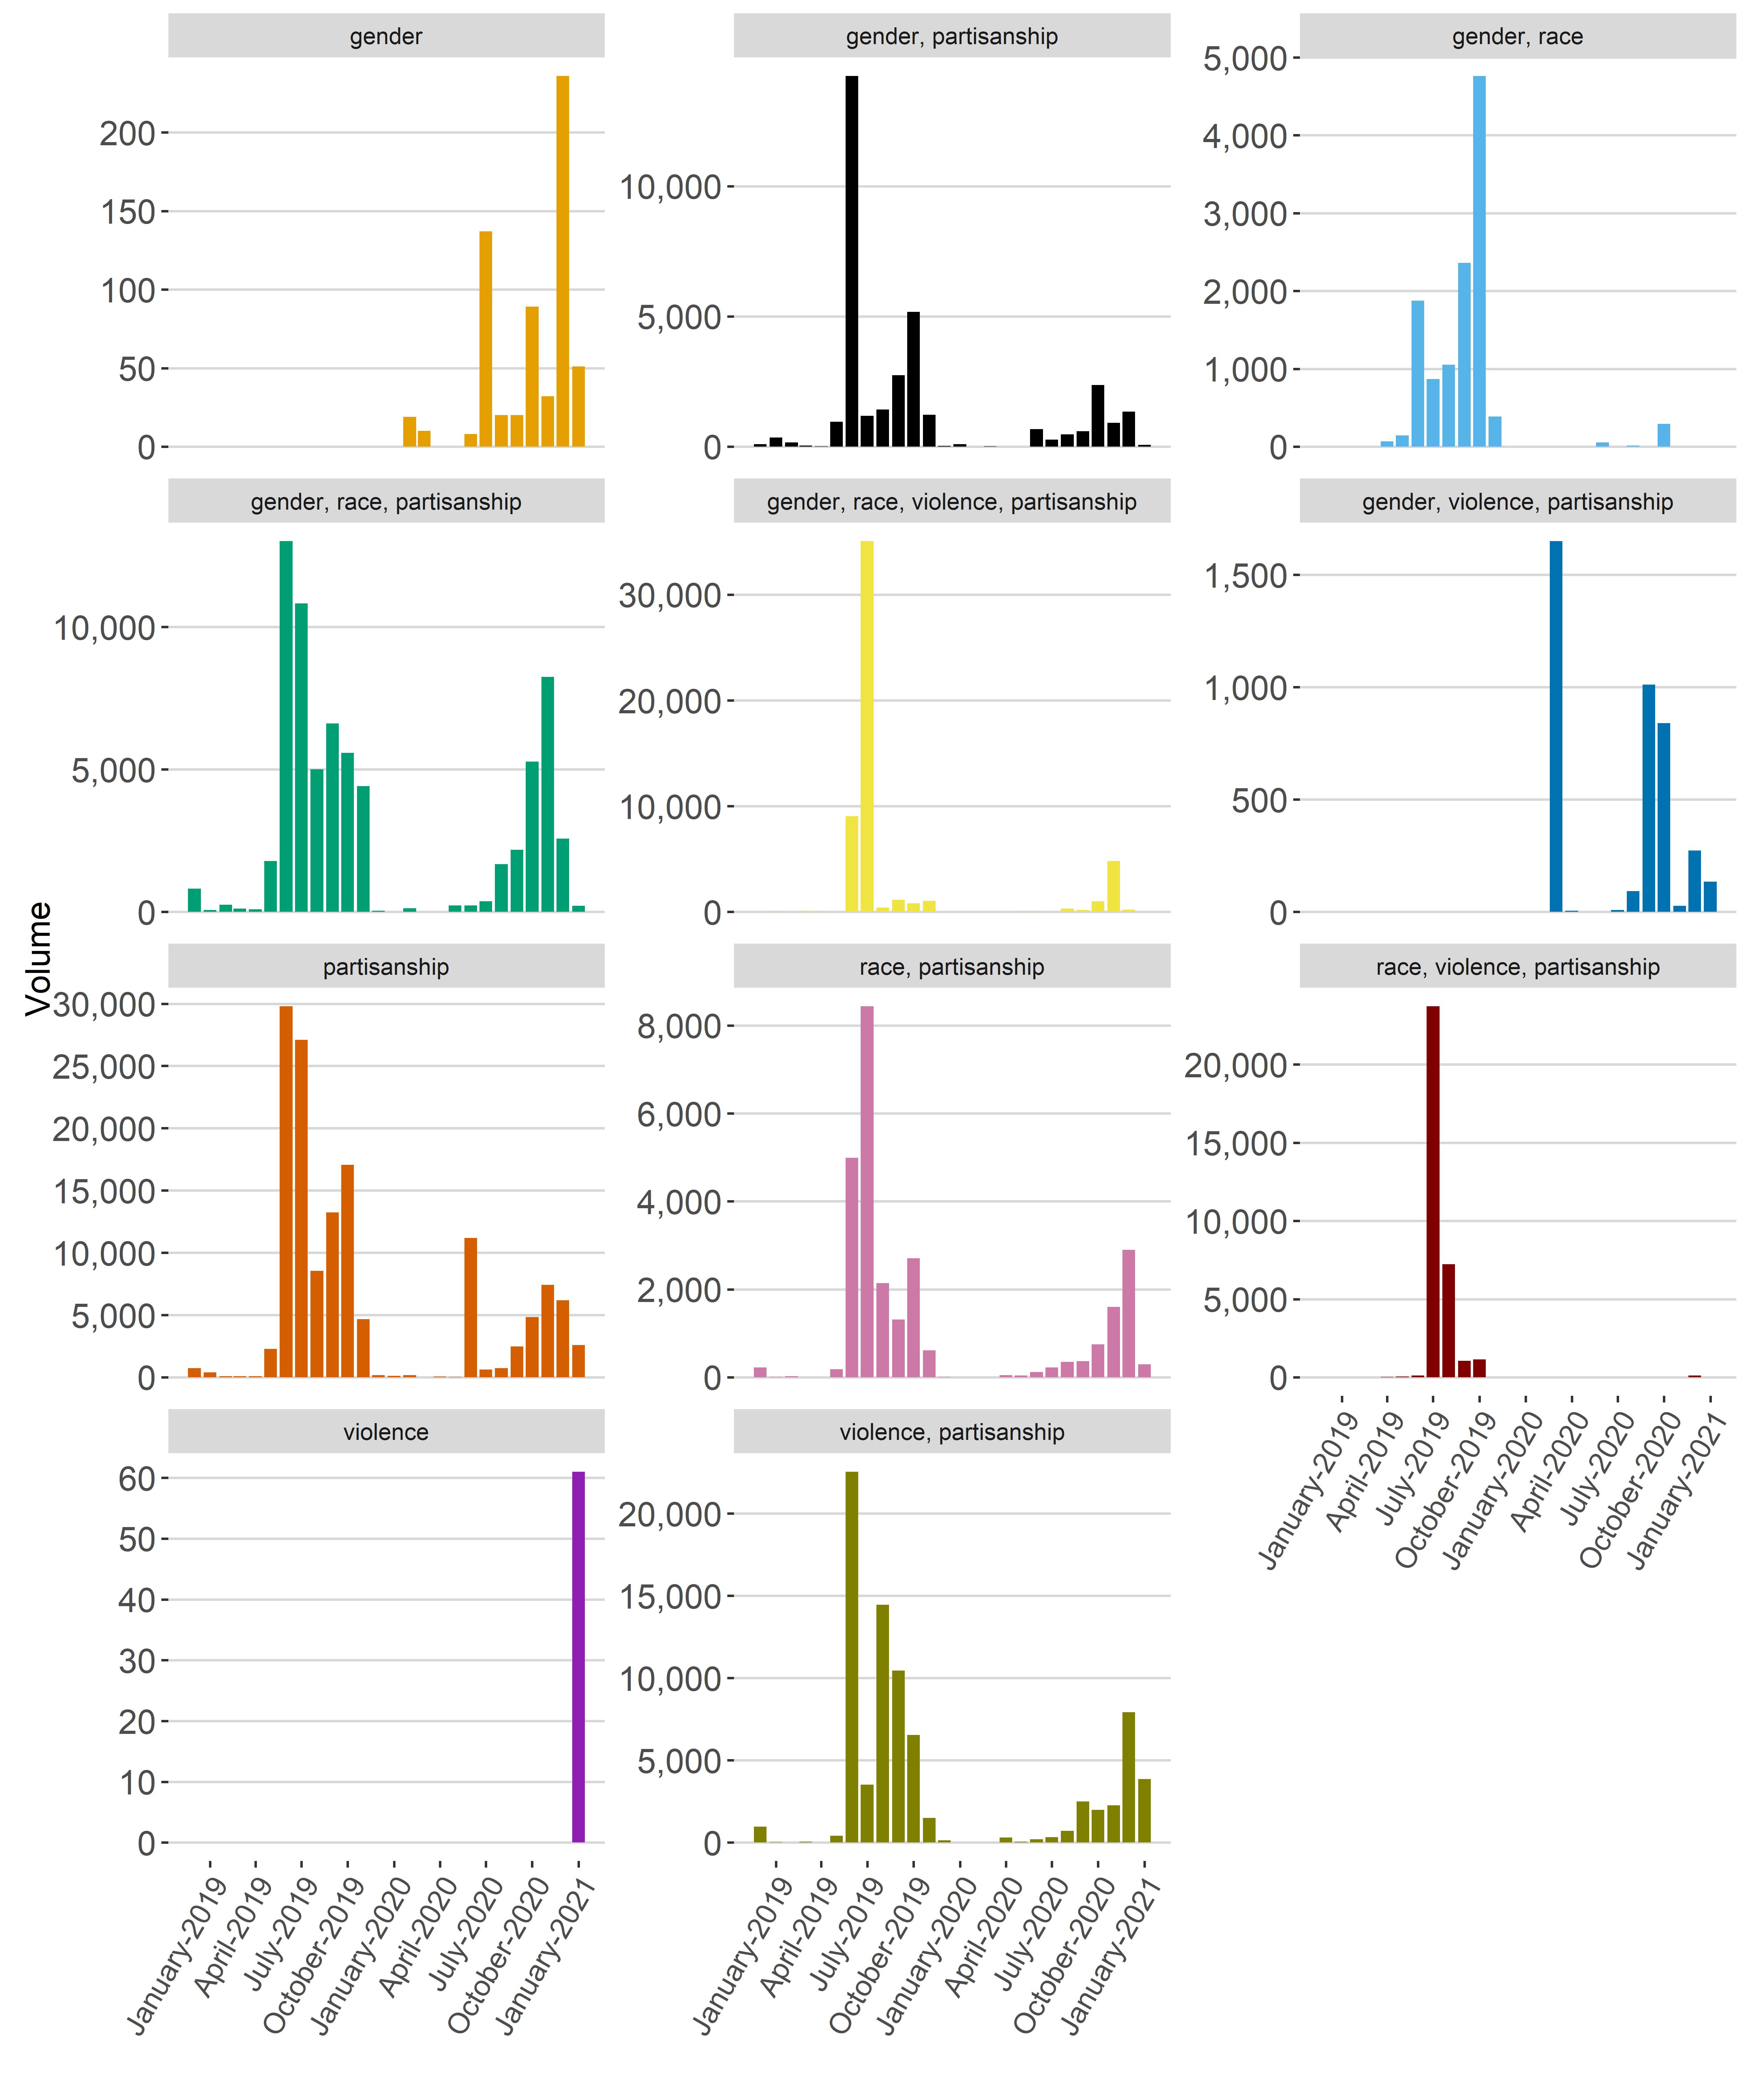 Volume
gender
200
150
100
50
0
gender, partisanship
10,000
5,000
0
gender, race
5,000
4,000
3,000
2,000
1,000
0
gender, race, partisanship
10,000
5,000
0
gender, race, violence, partisanship
30,000
20,000
10,000
0
gender, violence, partisanship
1,500
1,000
500
0
partisanship
30,000
25,000
20,000
15,000
10,000
5,000
0
race, partisanship
8,000
6,000
4,000
2,000
0
race, violence, partisanship
20,000
15,000
10,000
5,000
0
January-2019
April-2019
July-2019
October-2019
January-2020
April-2020
July-2020
October-2020
January-2021
violence
60
50
40
30
20
10
0
January-2019
April-2019
July-2019
October-2019
January-2020
April-2020
July-2020
October-2020
January-2021
violence, partisanship
20,000
15,000
10,000
5,000
0
January-2019
April-2019
July-2019
October-2019
January-2020
April-2020
July-2020
October-2020
January-2021